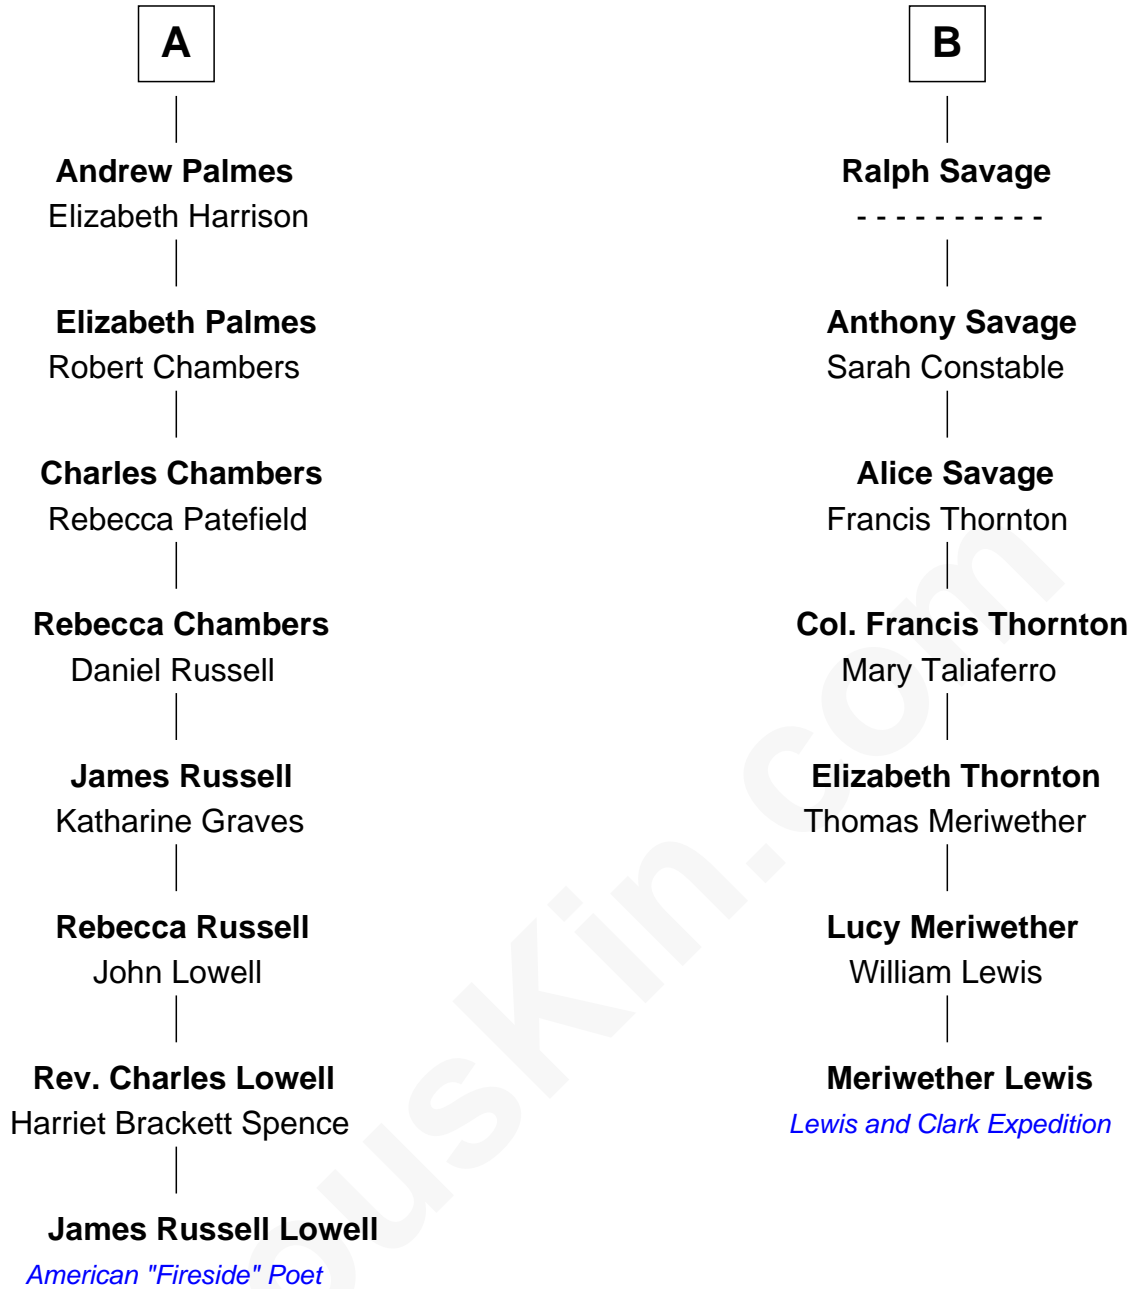 A
Andrew Palmes
Elizabeth Harrison
Elizabeth Palmes
Robert Chambers
Charles Chambers
Rebecca Patefield
Rebecca Chambers
Daniel Russell
James Russell
Katharine Graves
Rebecca Russell
John Lowell
Rev. Charles Lowell
Harriet Brackett Spence
James Russell Lowell
American "Fireside" Poet
B
Ralph Savage
- - - - - - - - - -
Anthony Savage
Sarah Constable
Alice Savage
Francis Thornton
Col. Francis Thornton
Mary Taliaferro
Elizabeth Thornton
Thomas Meriwether
Lucy Meriwether
William Lewis
Meriwether Lewis
Lewis and Clark Expedition
ousKin.com